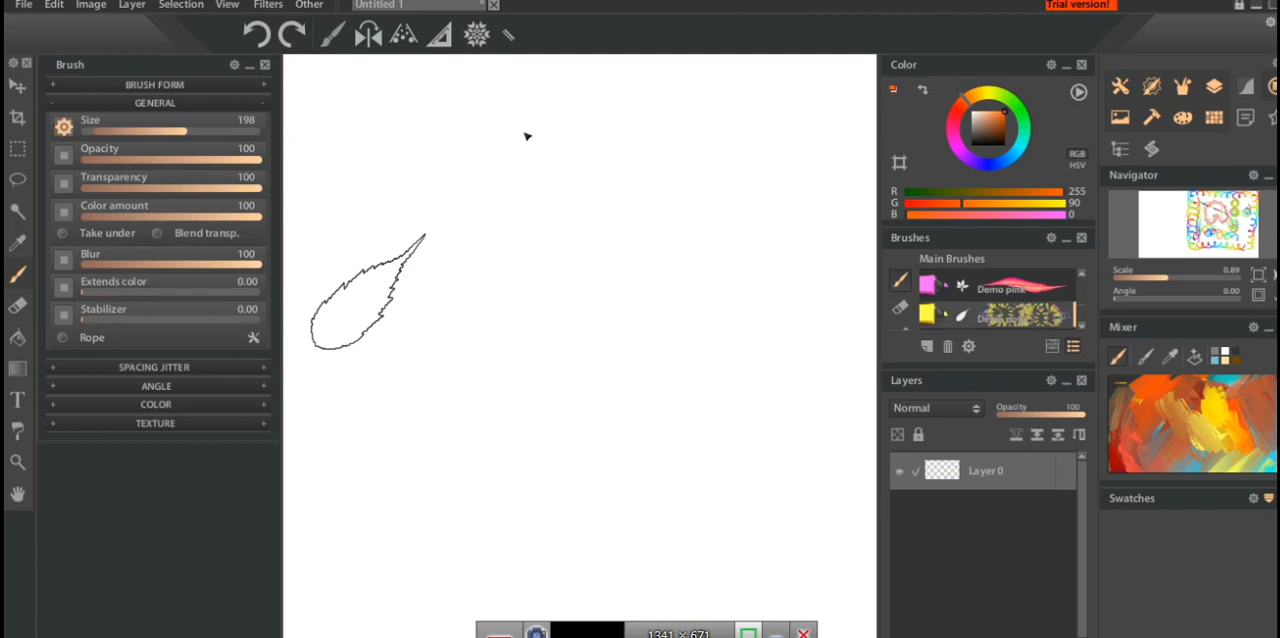 File Edit Image Layer Selection View Filters Other Untitled 1 * Trial version!
Brush
BRUSH FORM
GENERAL
Size 198
Opacity 100
Transparency 100
Color amount 100
Take under Blend transp.
Blur 100
Extends color 0.00
Stabilizer 0.00
Rope
SPACING JITTER
ANGLE
COLOR
TEXTURE
Color
RGB
HSV
R 255
G 90
B 0
Brushes
Main Brushes
Demo pink
Layers
Normal Opacity 100
Layer 0
Navigator
Scale 0.89
Angle 0.00
Mixer
Swatches
T
1341 × 671